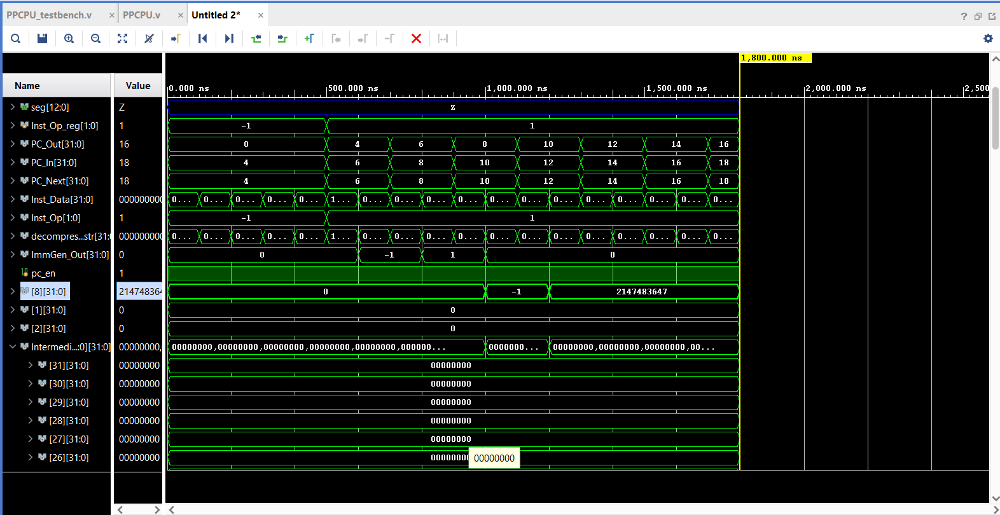 PPCPU_testbench.v × PPCPU.v × Untitled 2* ×
?
1,800.000 ns
Name Value 0.000 ns 500.000 ns 1,000.000 ns 1,500.000 ns 2,000.000 ns 2,500
seg[12:0] Z Z
Inst_Op_reg[1:0] 1 -1 1
PC_Out[31:0] 16 0 4 6 8 10 12 14 16
PC_In[31:0] 18 4 6 8 10 12 14 16 18
PC_Next[31:0] 18 4 6 8 10 12 14 16 18
Inst_Data[31:0] 000000000 0... 0... 0... 0... 0... 1... 0... 0... 0... 0... 0... 0... 0... 0... 0... 0... 0... 0...
Inst_Op[1:0] 1 -1 1
decompres...str[31:0 000000000 0... 0... 0... 0... 0... 1... 0... 0... 0... 0... 0... 0... 0... 0... 0... 0... 0... 0...
ImmGen_Out[31:0] 0 0 -1 1 0
pc_en 1
[8][31:0] 214748364 0 -1 2147483647
[1][31:0] 0 0
[2][31:0] 0 0
Intermedi...:0][31:0] 00000000, 00000000,00000000,00000000,00000000,00000000,000000... 0000000... 00000000,00000000,00000000,00...
[31][31:0] 00000000 00000000
[30][31:0] 00000000 00000000
[29][31:0] 00000000 00000000
[28][31:0] 00000000 00000000
[27][31:0] 00000000 00000000
[26][31:0] 00000000 00000000 00000000